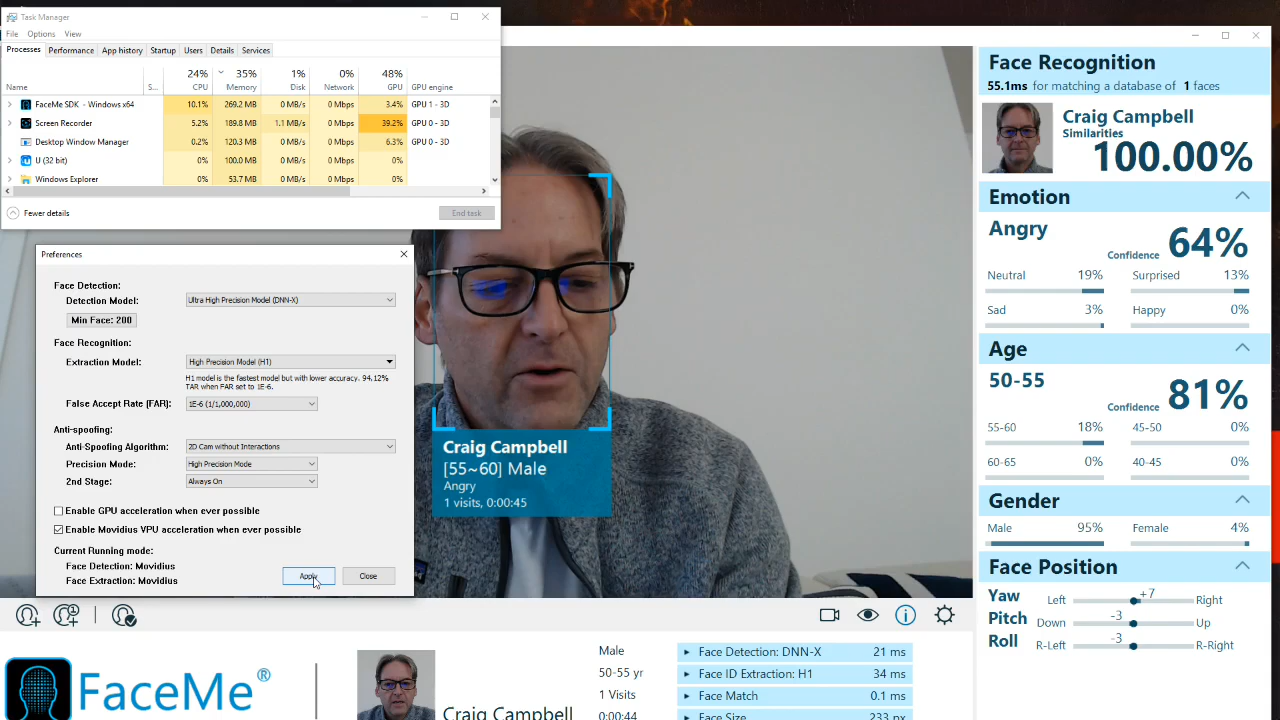 Task Manager
File Options View
Processes Performance App history Startup Users Details Services
24% 35% 1% 0% 48%
Name S... CPU Memory Disk Network GPU GPU engine
FaceMe SDK - Windows x64 10.1% 269.2 MB 0 MB/s 0 Mbps 3.4% GPU 1 - 3D
Screen Recorder 5.2% 189.8 MB 1.1 MB/s 0 Mbps 39.2% GPU 0 - 3D
Desktop Window Manager 0.2% 120.3 MB 0 MB/s 0 Mbps 6.3% GPU 0 - 3D
U (32 bit) 0% 100.0 MB 0 MB/s 0 Mbps 0%
Windows Explorer 0% 53.7 MB 0 MB/s 0 Mbps 0%
Fewer details End task
Preferences
Face Detection:
Detection Model: Ultra High Precision Model (DNN-X)
Min Face: 200
Face Recognition:
Extraction Model: High Precision Model (H1)
H1 model is the fastest model but with lower accuracy. 94.12%
TAR when FAR set to 1E-6.
False Accept Rate (FAR): 1E-6 (1/1,000,000)
Anti-spoofing:
Anti-Spoofing Algorithm: 2D Cam without Interactions
Precision Mode: High Precision Mode
2nd Stage: Always On
Enable GPU acceleration when ever possible
Enable Movidius VPU acceleration when ever possible
Current Running mode:
Face Detection: Movidius
Face Extraction: Movidius
Apply Close
Craig Campbell
[55~60] Male
Angry
1 visits, 0:00:45
Face Recognition
55.1ms for matching a database of 1 faces
Craig Campbell
Similarities
100.00%
Emotion
Angry
Confidence 64%
Neutral 19% Surprised 13%
Sad 3% Happy 0%
Age
50-55
Confidence 81%
55-60 18% 45-50 0%
60-65 0% 40-45 0%
Gender
Male 95% Female 4%
Face Position
Yaw Left +7 Right
Pitch Down -3 Up
Roll R-Left -3 R-Right
FaceMe®
Craig Campbell
Male
50-55 yr
1 Visits
0:00:44
Face Detection: DNN-X 21 ms
Face ID Extraction: H1 34 ms
Face Match 0.1 ms
Face Size 233 px